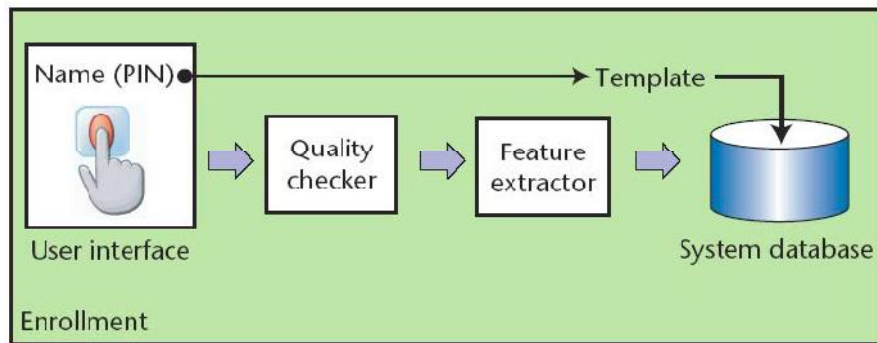 Name (PIN)
Template
Quality
checker
Feature
extractor
User interface
System database
Enrollment